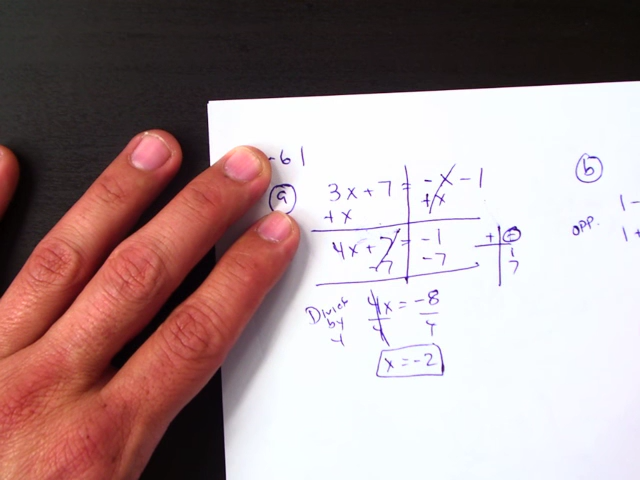 -61
(a) 3x+7 = -x-1
+x +x
4x+7 = -1
-7 -7
+ -
1
7
Divide by 4
4x = -8
4 4
x=-2
(b)
1-
OPP. 1+